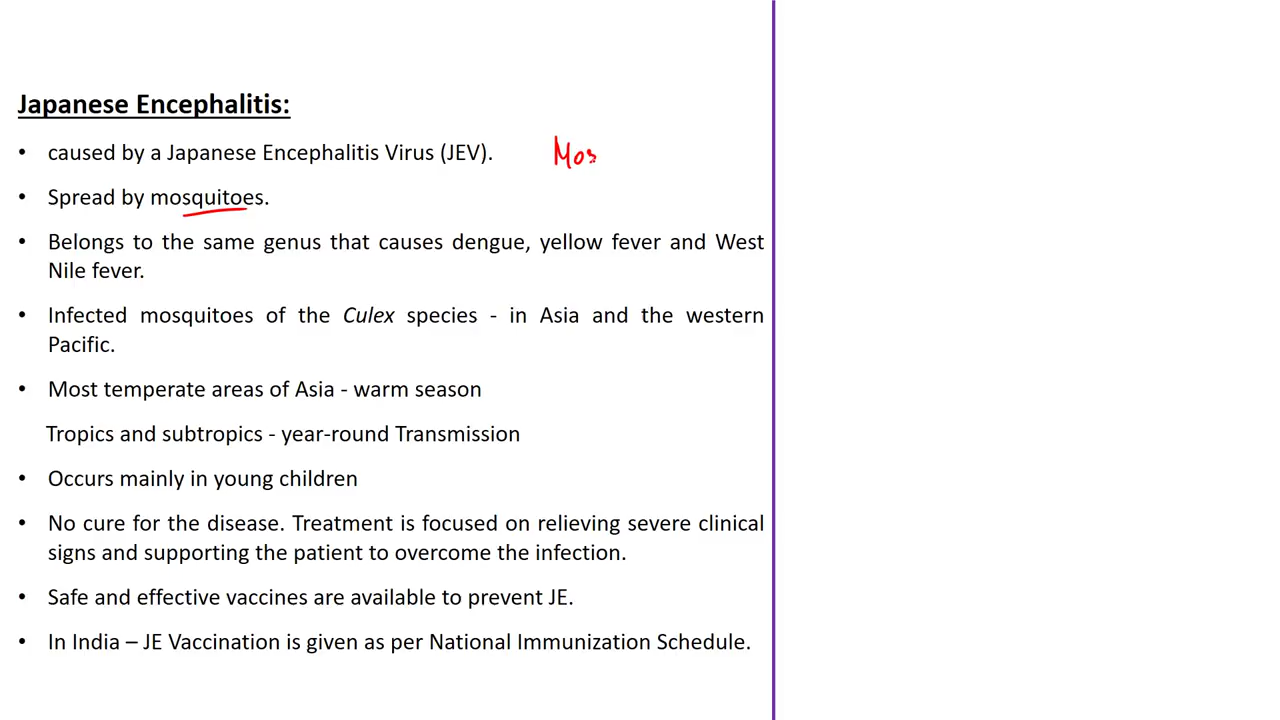 Japanese Encephalitis:
• caused by a Japanese Encephalitis Virus (JEV). Mos
• Spread by mosquitoes.
• Belongs to the same genus that causes dengue, yellow fever and West
Nile fever.
• Infected mosquitoes of the Culex species - in Asia and the western
Pacific.
• Most temperate areas of Asia - warm season
Tropics and subtropics - year-round Transmission
• Occurs mainly in young children
• No cure for the disease. Treatment is focused on relieving severe clinical
signs and supporting the patient to overcome the infection.
• Safe and effective vaccines are available to prevent JE.
• In India – JE Vaccination is given as per National Immunization Schedule.